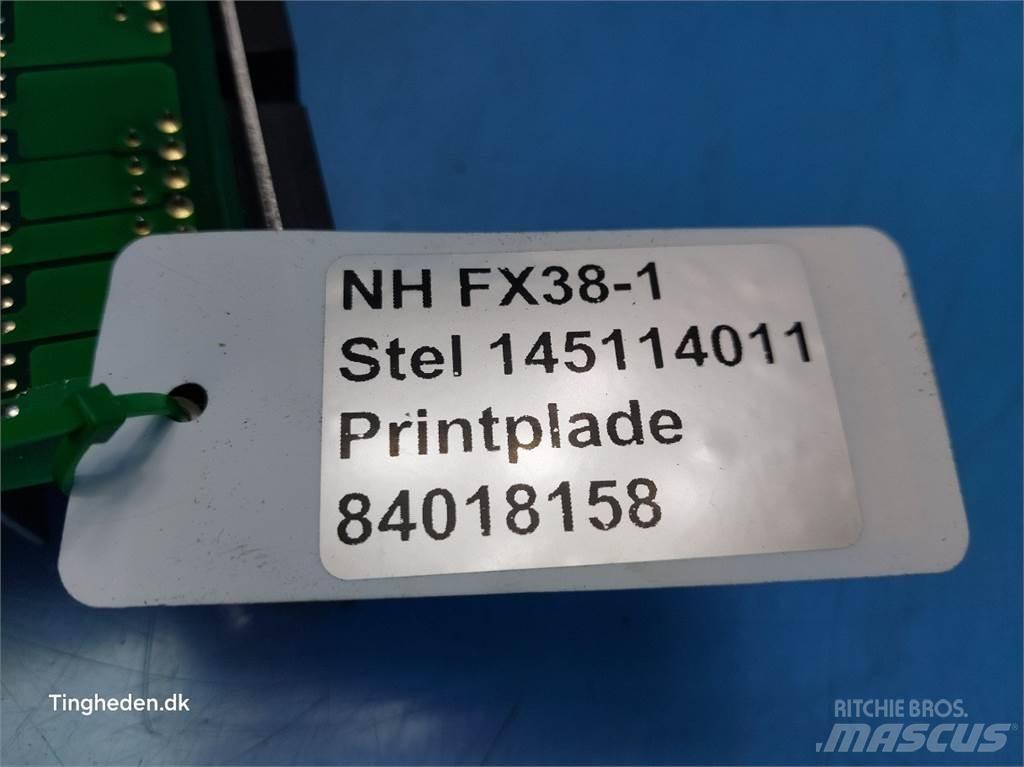 NH FX38-1
Stel 145114011
Printplade
84018158
Tingheden.dk
RITCHIE BROS.
MASCUS